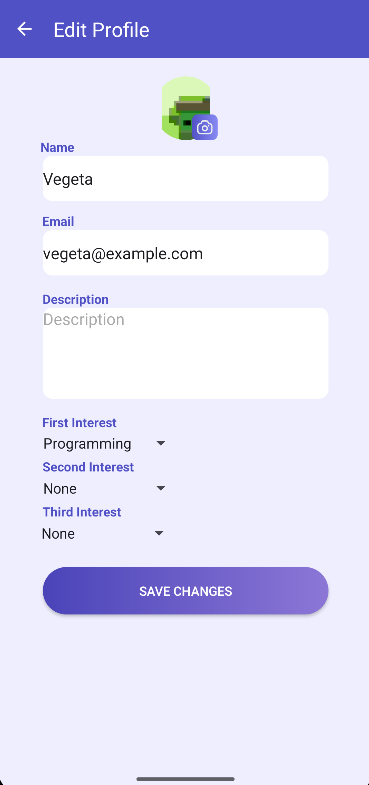 Edit Profile
Name
Vegeta
Email
vegeta@example.com
Description
Description
First Interest
Programming
Second Interest
None
Third Interest
None
SAVE CHANGES